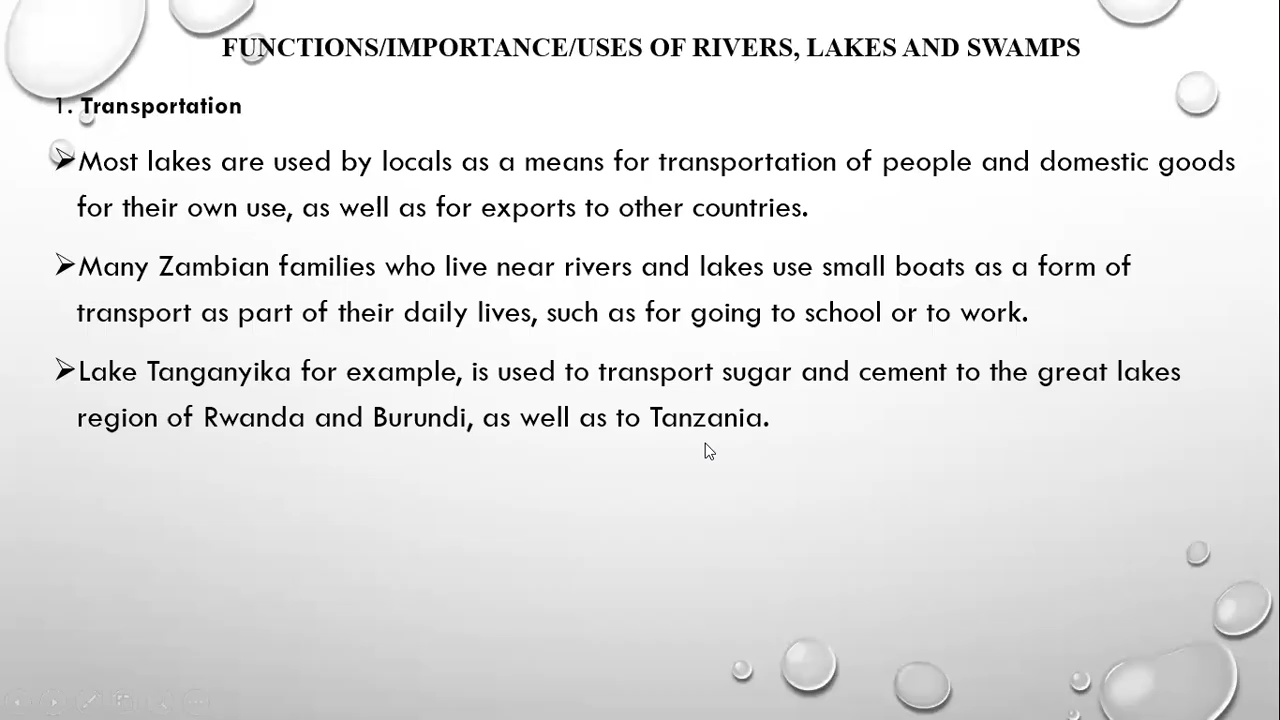 FUNCTIONS/IMPORTANCE/USES OF RIVERS, LAKES AND SWAMPS
1. Transportation
➢Most lakes are used by locals as a means for transportation of people and domestic goods
for their own use, as well as for exports to other countries.
➢Many Zambian families who live near rivers and lakes use small boats as a form of
transport as part of their daily lives, such as for going to school or to work.
➢Lake Tanganyika for example, is used to transport sugar and cement to the great lakes
region of Rwanda and Burundi, as well as to Tanzania.